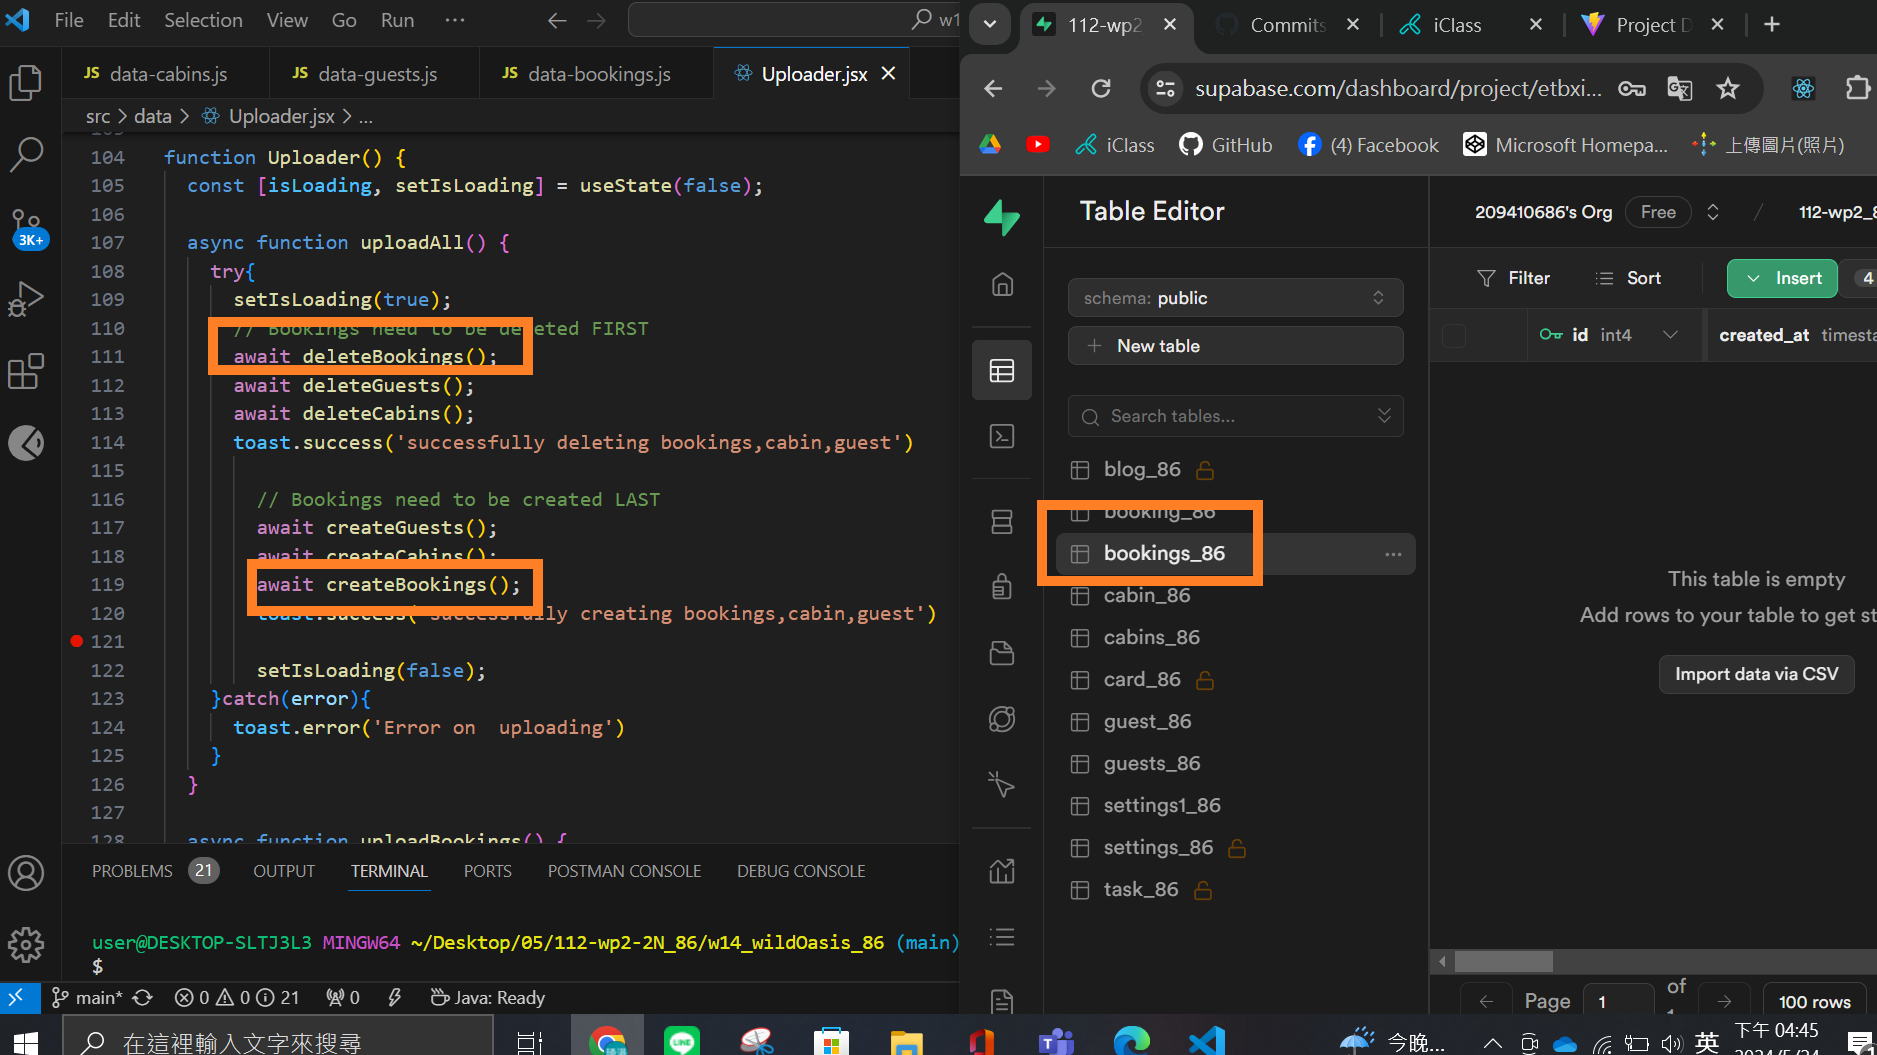 File Edit Selection View Go Run ··· w1
JS data-cabins.js JS data-guests.js JS data-bookings.js Uploader.jsx
src > data > Uploader.jsx > ...
104 function Uploader() {
105 const [isLoading, setIsLoading] = useState(false);
106
107 async function uploadAll() {
108 try{
109 setIsLoading(true);
110 // Bookings need to be deleted FIRST
111 await deleteBookings();
112 await deleteGuests();
113 await deleteCabins();
114 toast.success('successfully deleting bookings,cabin,guest')
115
116 // Bookings need to be created LAST
117 await createGuests();
118 await createCabins();
119 await createBookings();
120 toast.success('successfully creating bookings,cabin,guest')
121
122 setIsLoading(false);
123 }catch(error){
124 toast.error('Error on  uploading')
125 }
126 }
127
128 async function uploadBookings() {
3K+
PROBLEMS 21 OUTPUT TERMINAL PORTS POSTMAN CONSOLE DEBUG CONSOLE
user@DESKTOP-SLTJ3L3 MINGW64 ~/Desktop/05/112-wp2-2N_86/w14_wildOasis_86 (main)
$
main* 0 0 21 0 Java: Ready
112-wp2 Commits iClass Project D
supabase.com/dashboard/project/etbxi...
iClass GitHub (4) Facebook Microsoft Homepa... 上傳圖片(照片)
Table Editor
209410686's Org Free / 112-wp2_8
schema: public
New table
Search tables...
blog_86
booking_86
bookings_86 ···
cabin_86
cabins_86
card_86
guest_86
guests_86
settings1_86
settings_86
task_86
Filter Sort Insert 4
id int4 created_at timesta
This table is empty
Add rows to your table to get st
Import data via CSV
Page 1 of 100 rows
在這裡輸入文字來搜尋
今晚... 英 下午 04:45
2024/5/24